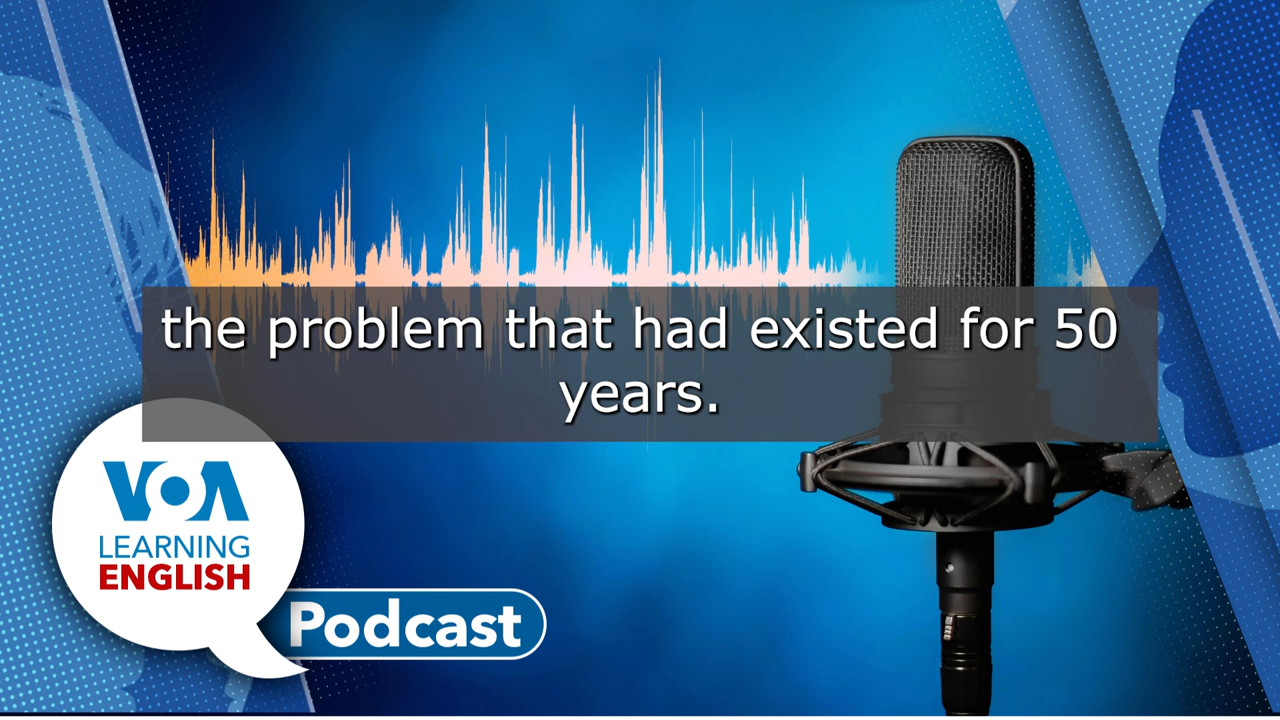 the problem that had existed for 50
years.
VOA
LEARNING
ENGLISH
Podcast